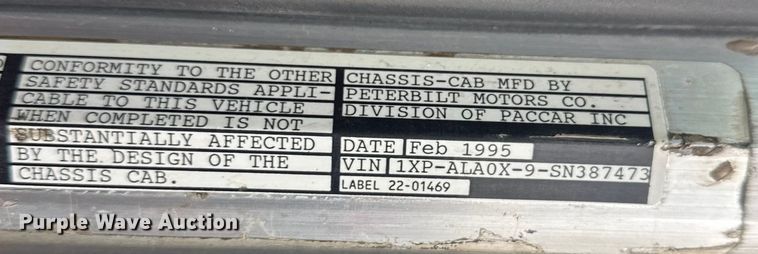 CONFORMITY TO THE OTHER
SAFETY STANDARDS APPLI-
CABLE TO THIS VEHICLE
WHEN COMPLETED IS NOT
SUBSTANTIALLY AFFECTED
BY THE DESIGN OF THE
CHASSIS CAB.
CHASSIS-CAB MFD BY
PETERBILT MOTORS CO.
DIVISION OF PACCAR INC
DATE Feb 1995
VIN 1XP-ALA0X-9-SN387473
LABEL 22-01469
Purple Wave Auction